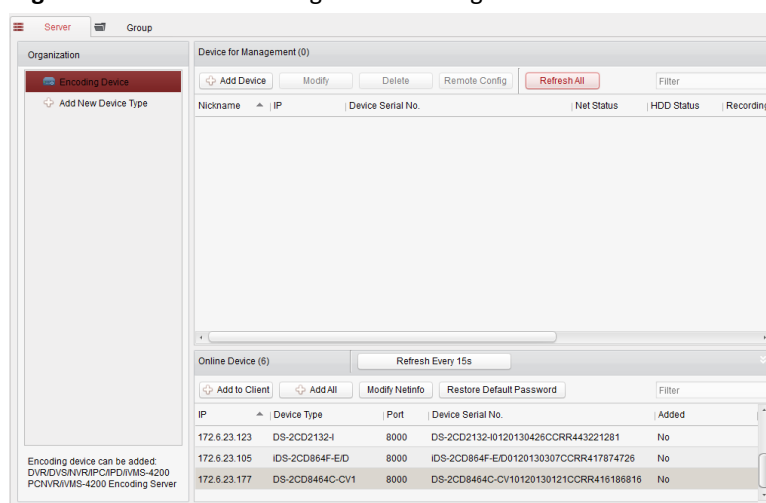 Server Group
Organization
Encoding Device
Add New Device Type
Encoding device can be added:
DVR/DVS/NVR/IPC/IPD/iVMS-4200
PCNVR/iVMS-4200 Encoding Server
Device for Management (0)
Add Device Modify Delete Remote Config Refresh All Filter
Nickname IP Device Serial No. Net Status HDD Status Recording
Online Device (6) Refresh Every 15s
Add to Client Add All Modify Netinfo Restore Default Password Filter
IP Device Type Port Device Serial No. Added
172.6.23.123 DS-2CD2132-I 8000 DS-2CD2132-I0120130426CCRR443221281 No
172.6.23.105 iDS-2CD864F-E/D 8000 iDS-2CD864F-E/D0120130307CCRR417874726 No
172.6.23.177 DS-2CD8464C-CV1 8000 DS-2CD8464C-CV10120130121CCRR416186816 No